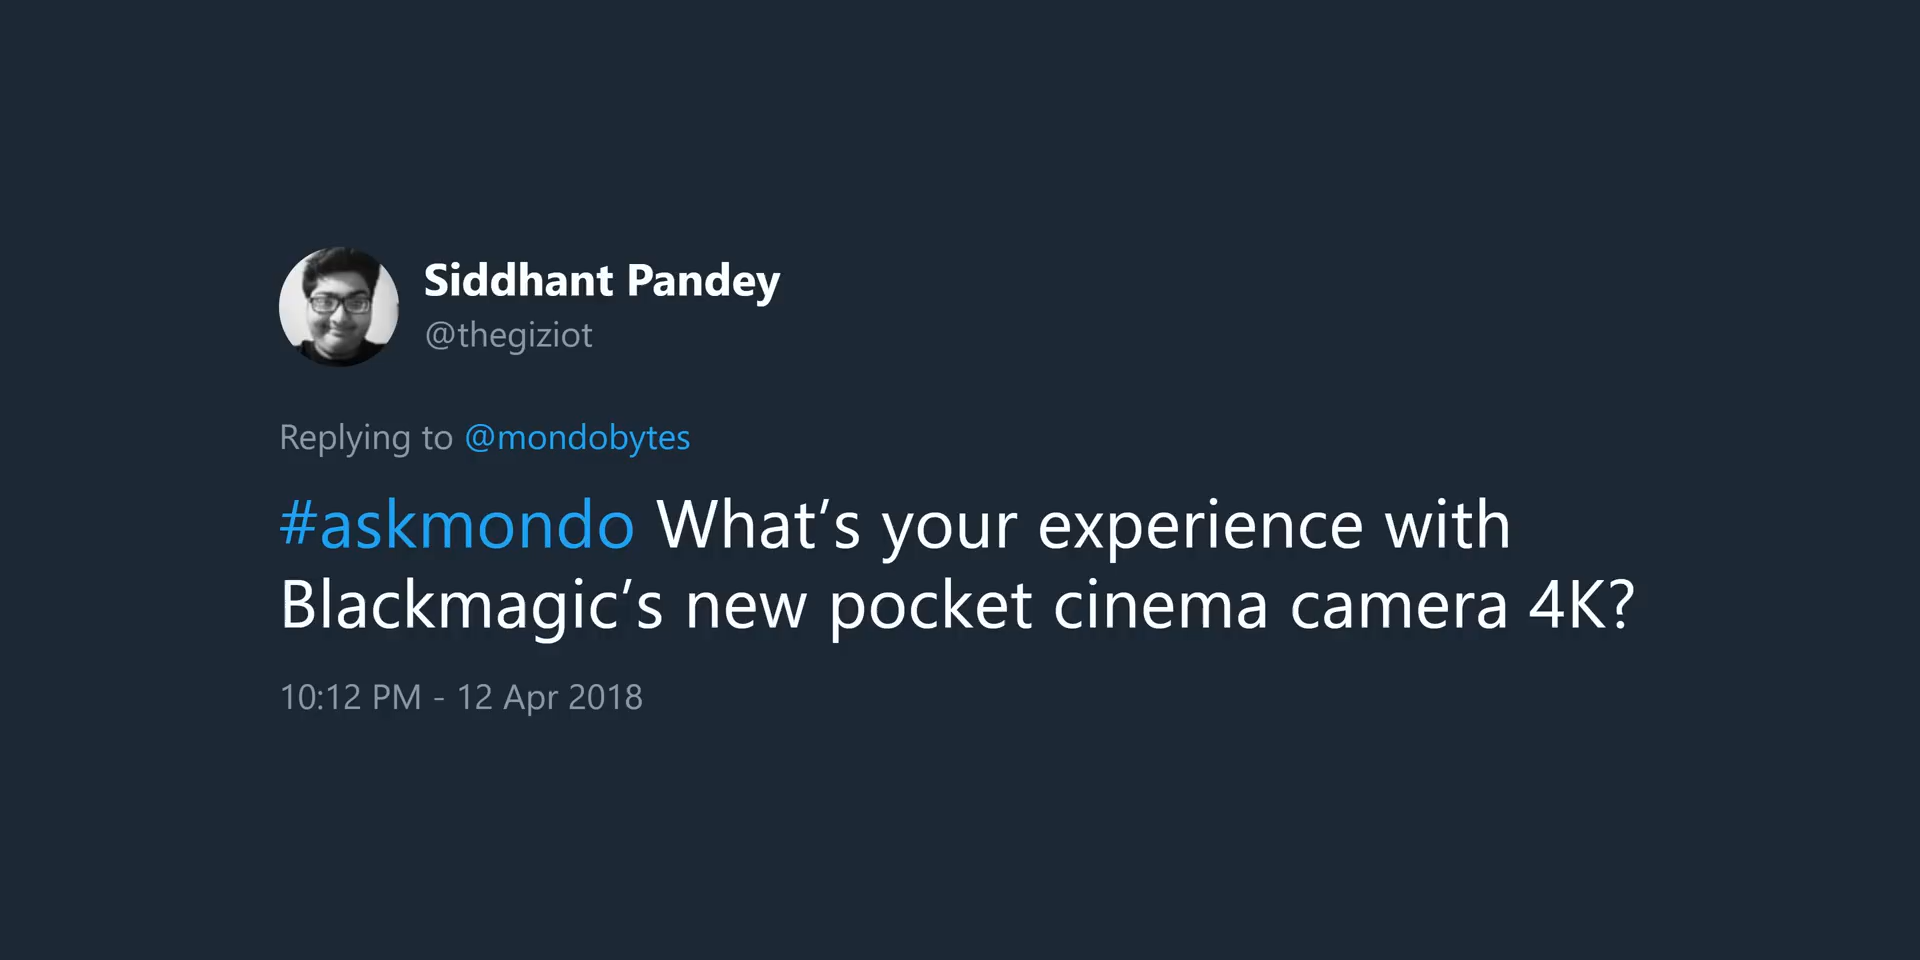 Siddhant Pandey
@thegiziot
Replying to @mondobytes
#askmondo What’s your experience with
Blackmagic’s new pocket cinema camera 4K?
10:12 PM - 12 Apr 2018